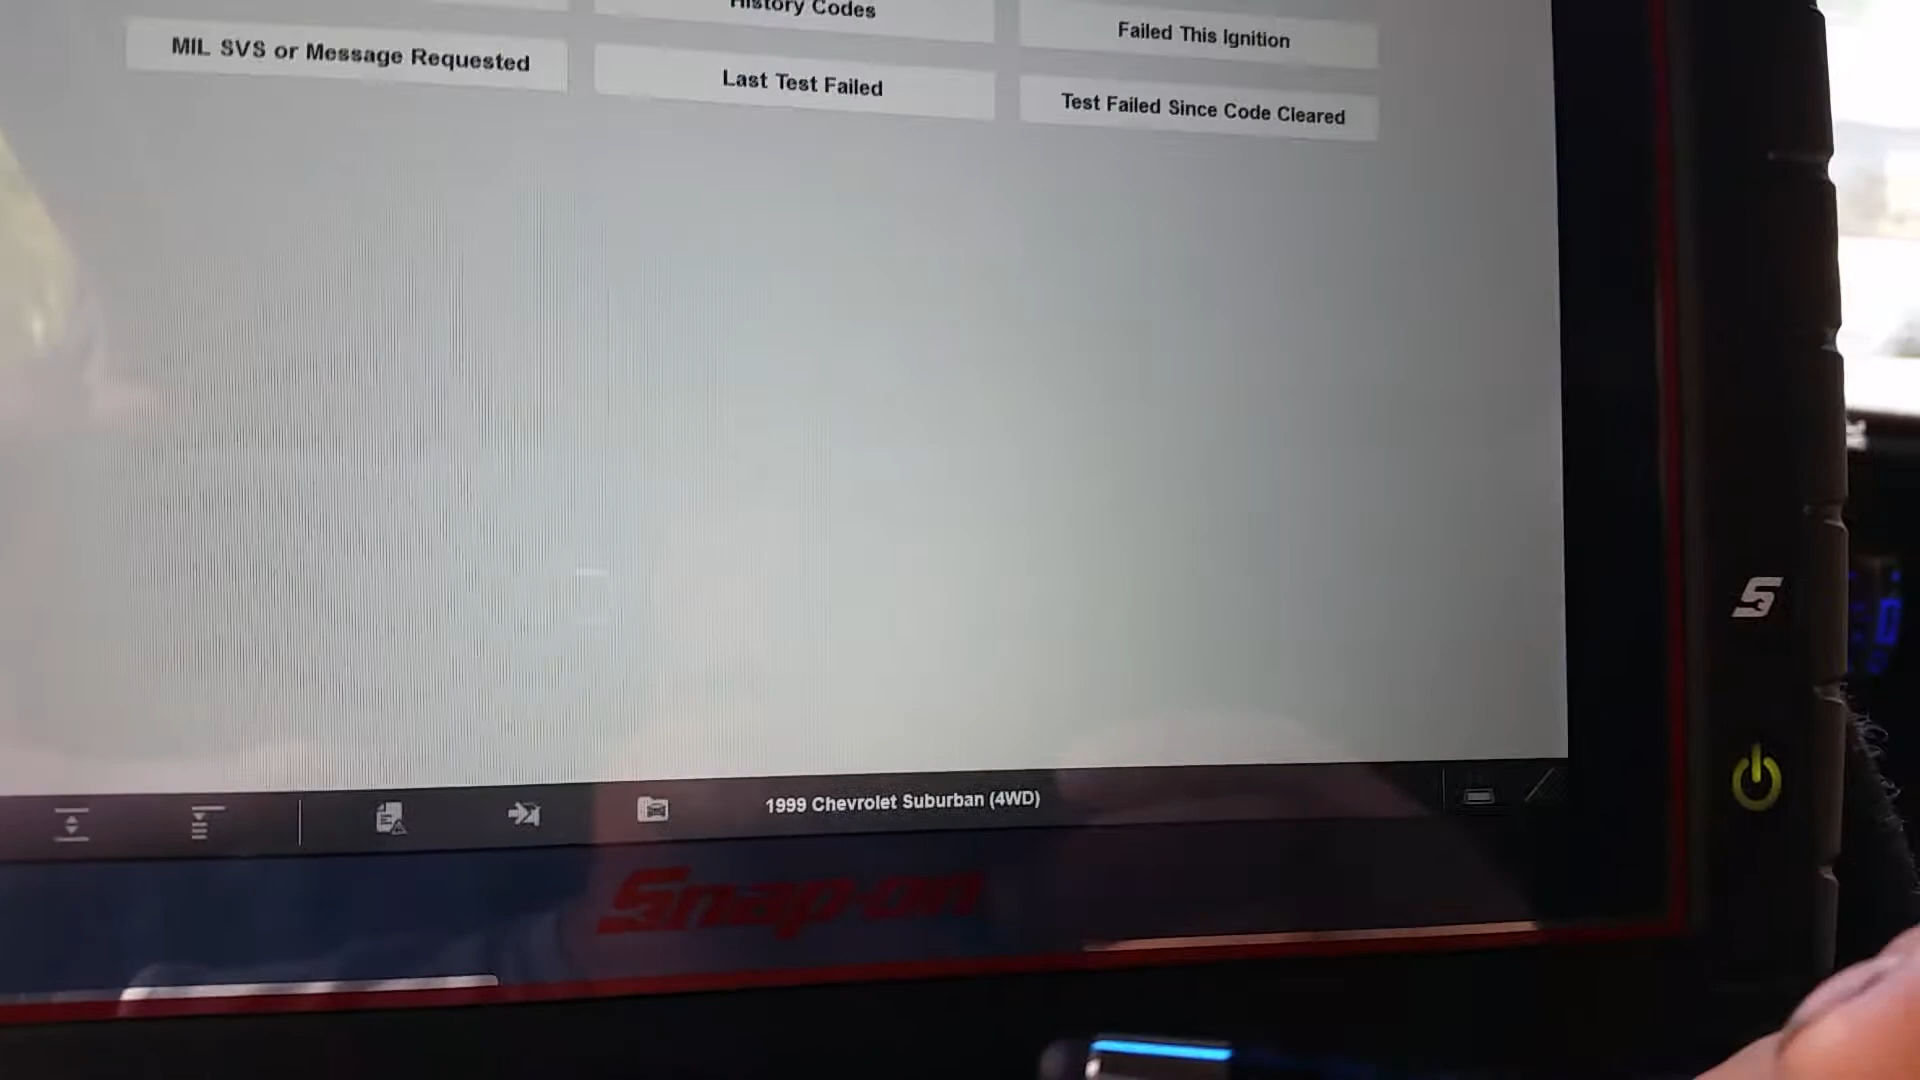 History Codes
Failed This Ignition
MIL SVS or Message Requested
Last Test Failed
Test Failed Since Code Cleared
1999 Chevrolet Suburban (4WD)
Snap-on
S